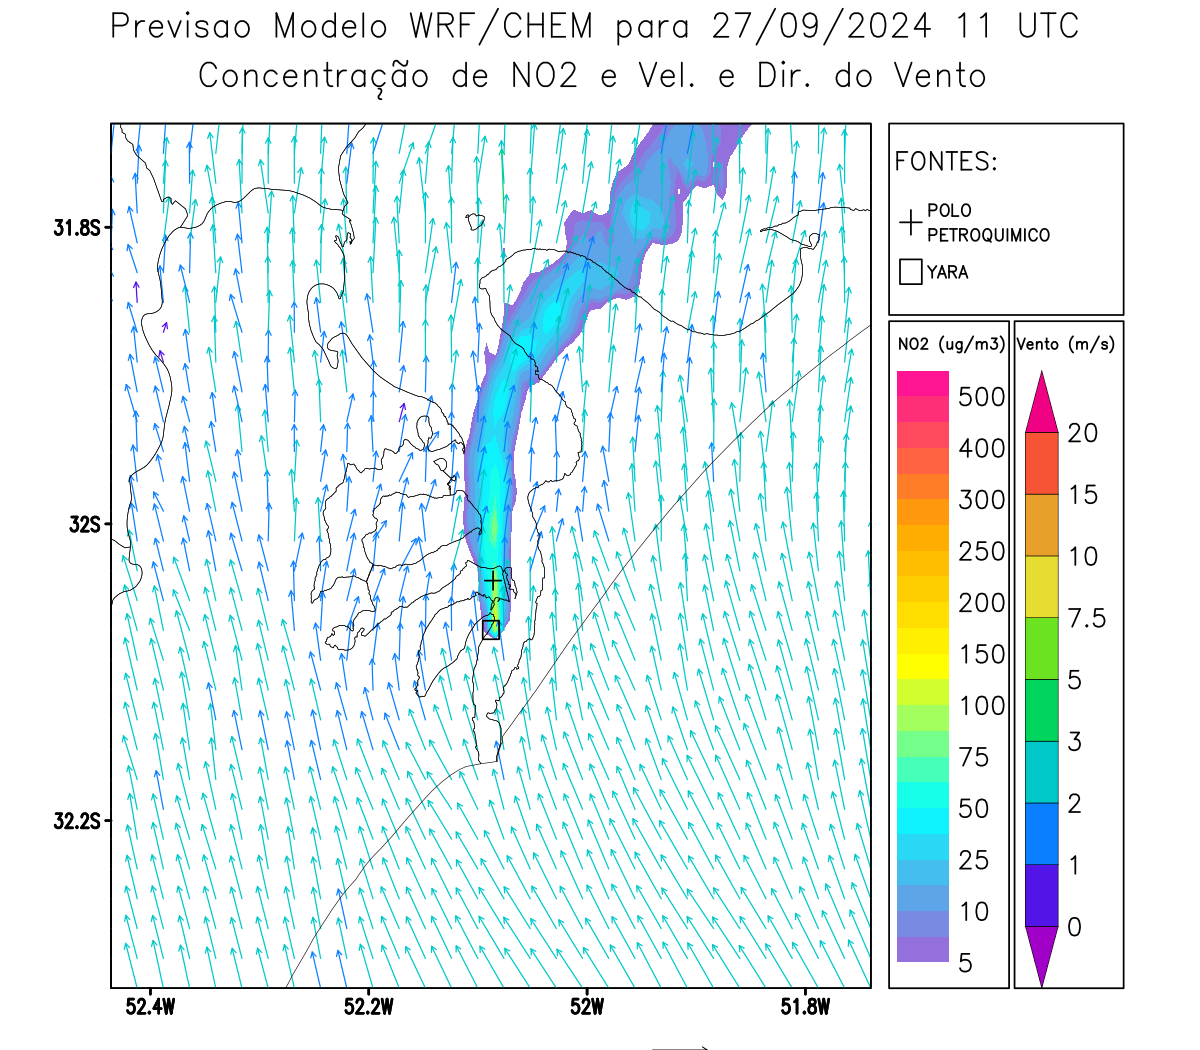 Previsao Modelo WRF/CHEM para 27/09/2024 11 UTC
Concentração de NO2 e Vel. e Dir. do Vento
FONTES:
POLO
PETROQUIMICO
YARA
NO2 (ug/m3)
500
400
300
250
200
150
100
75
50
25
10
5
Vento (m/s)
20
15
10
7.5
5
3
2
1
0
31.8S
32S
32.2S
52.4W
52.2W
52W
51.8W